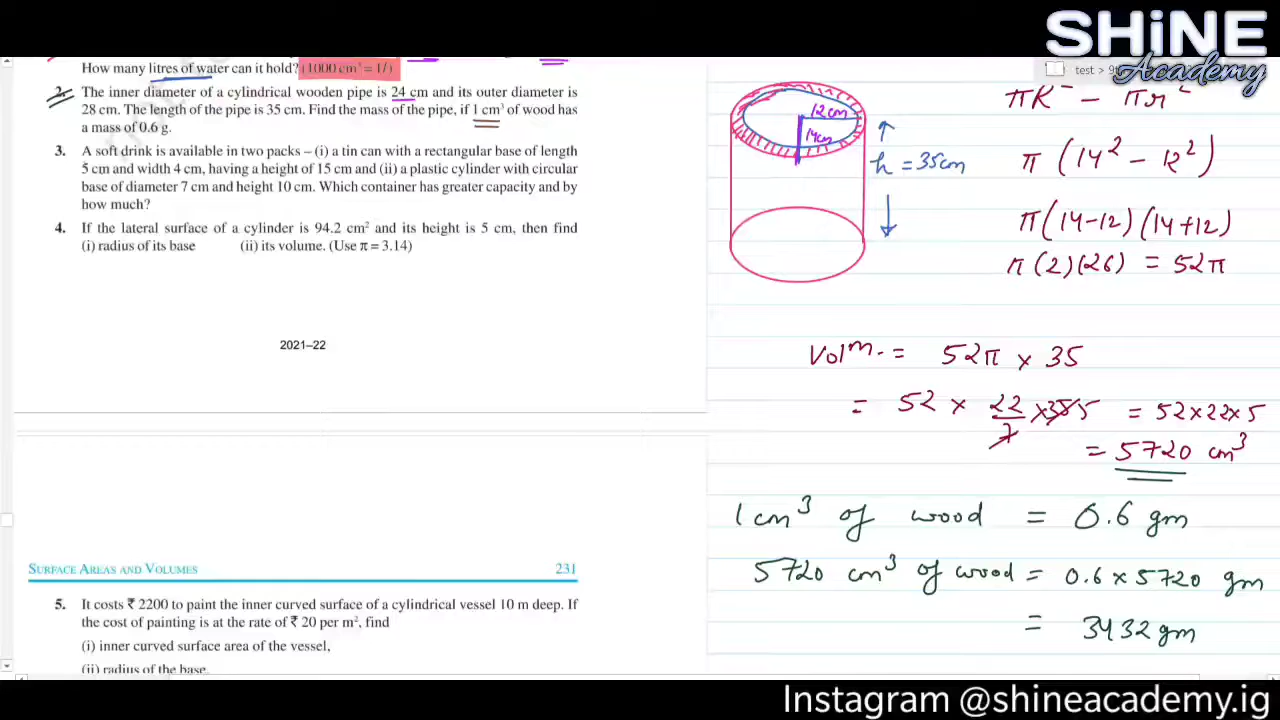 SHiNE
Academy
test > 9t
How many litres of water can it hold? (1000 cm³ = 1l)
2. The inner diameter of a cylindrical wooden pipe is 24 cm and its outer diameter is
28 cm. The length of the pipe is 35 cm. Find the mass of the pipe, if 1 cm³ of wood has
a mass of 0.6 g.
3. A soft drink is available in two packs – (i) a tin can with a rectangular base of length
5 cm and width 4 cm, having a height of 15 cm and (ii) a plastic cylinder with circular
base of diameter 7 cm and height 10 cm. Which container has greater capacity and by
how much?
4. If the lateral surface of a cylinder is 94.2 cm² and its height is 5 cm, then find
(i) radius of its base (ii) its volume. (Use π = 3.14)
2021–22
SURFACE AREAS AND VOLUMES 231
5. It costs ₹ 2200 to paint the inner curved surface of a cylindrical vessel 10 m deep. If
the cost of painting is at the rate of ₹ 20 per m², find
(i) inner curved surface area of the vessel,
(ii) radius of the base,
12cm
14cm
h = 35cm
πR² - πr²
π (14² - 12²)
π(14-12)(14+12)
π(2)(26) = 52π
Volm. = 52π × 35
= 52 × 22/7 × 35 5 = 52×22×5
= 5720 cm³
1 cm³ of wood = 0.6 gm
5720 cm³ of wood = 0.6 × 5720 gm
= 3432 gm
Instagram @shineacademy.ig